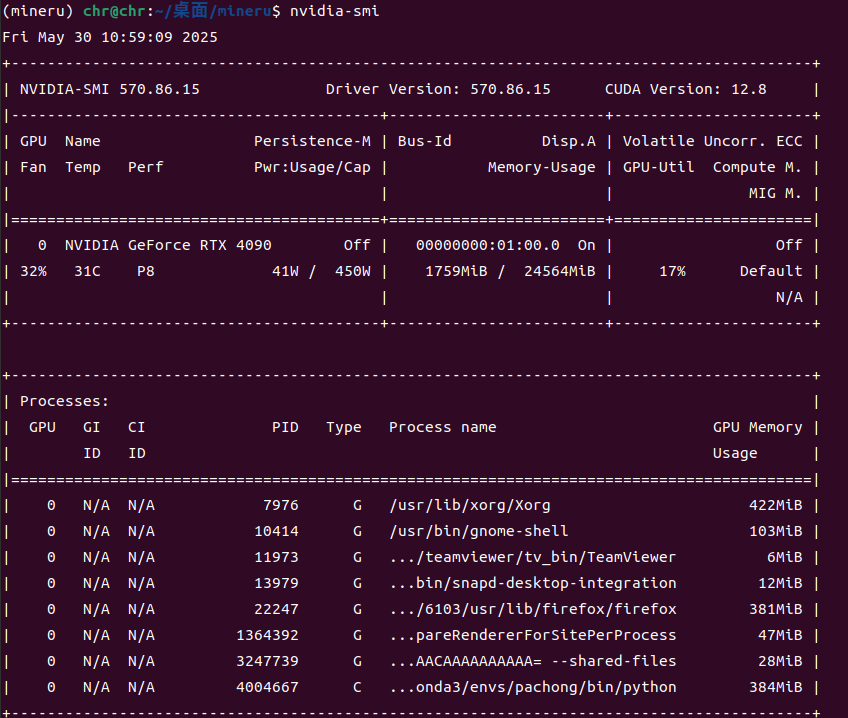 (mineru) chr@chr:~/桌面/mineru$ nvidia-smi
Fri May 30 10:59:09 2025
+-----------------------------------------------------------------------------------------+
| NVIDIA-SMI 570.86.15              Driver Version: 570.86.15      CUDA Version: 12.8     |
|-----------------------------------------+------------------------+----------------------+
| GPU  Name                 Persistence-M | Bus-Id          Disp.A | Volatile Uncorr. ECC |
| Fan  Temp   Perf          Pwr:Usage/Cap |           Memory-Usage | GPU-Util  Compute M. |
|                                         |                        |               MIG M. |
|=========================================+========================+======================|
|   0  NVIDIA GeForce RTX 4090        Off |   00000000:01:00.0  On |                  Off |
| 32%   31C    P8             41W /  450W |    1759MiB /  24564MiB |     17%      Default |
|                                         |                        |                  N/A |
+-----------------------------------------+------------------------+----------------------+

+-----------------------------------------------------------------------------------------+
| Processes:                                                                              |
|  GPU   GI   CI              PID   Type   Process name                        GPU Memory |
|        ID   ID                                                               Usage      |
|=========================================================================================|
|    0   N/A  N/A            7976      G   /usr/lib/xorg/Xorg                      422MiB |
|    0   N/A  N/A           10414      G   /usr/bin/gnome-shell                    103MiB |
|    0   N/A  N/A           11973      G   .../teamviewer/tv_bin/TeamViewer          6MiB |
|    0   N/A  N/A           13979      G   ...bin/snapd-desktop-integration         12MiB |
|    0   N/A  N/A           22247      G   .../6103/usr/lib/firefox/firefox        381MiB |
|    0   N/A  N/A         1364392      G   ...pareRendererForSitePerProcess         47MiB |
|    0   N/A  N/A         3247739      G   ...AACAAAAAAAAAA= --shared-files         28MiB |
|    0   N/A  N/A         4004667      C   ...onda3/envs/pachong/bin/python        384MiB |
+-----------------------------------------------------------------------------------------+